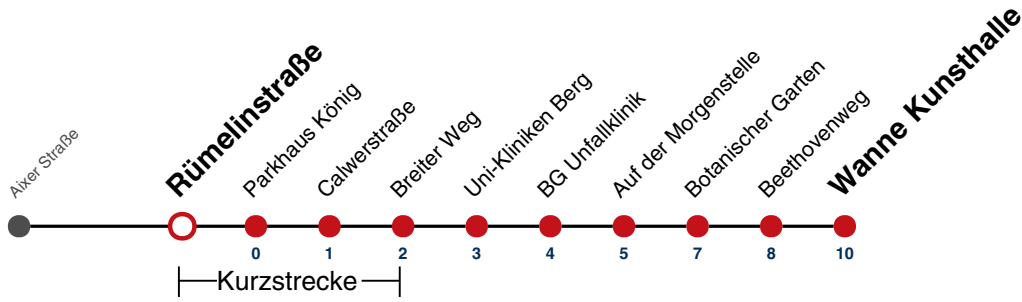 Aixer Straße
Rümelinstraße
Parkhaus König
Calwerstraße
Breiter Weg
Uni-Kliniken Berg
BG Unfallklinik
Auf der Morgenstelle
Botanischer Garten
Beethovenweg
Wanne Kunsthalle
0 1 2 3 4 5 7 8 10
Kurzstrecke